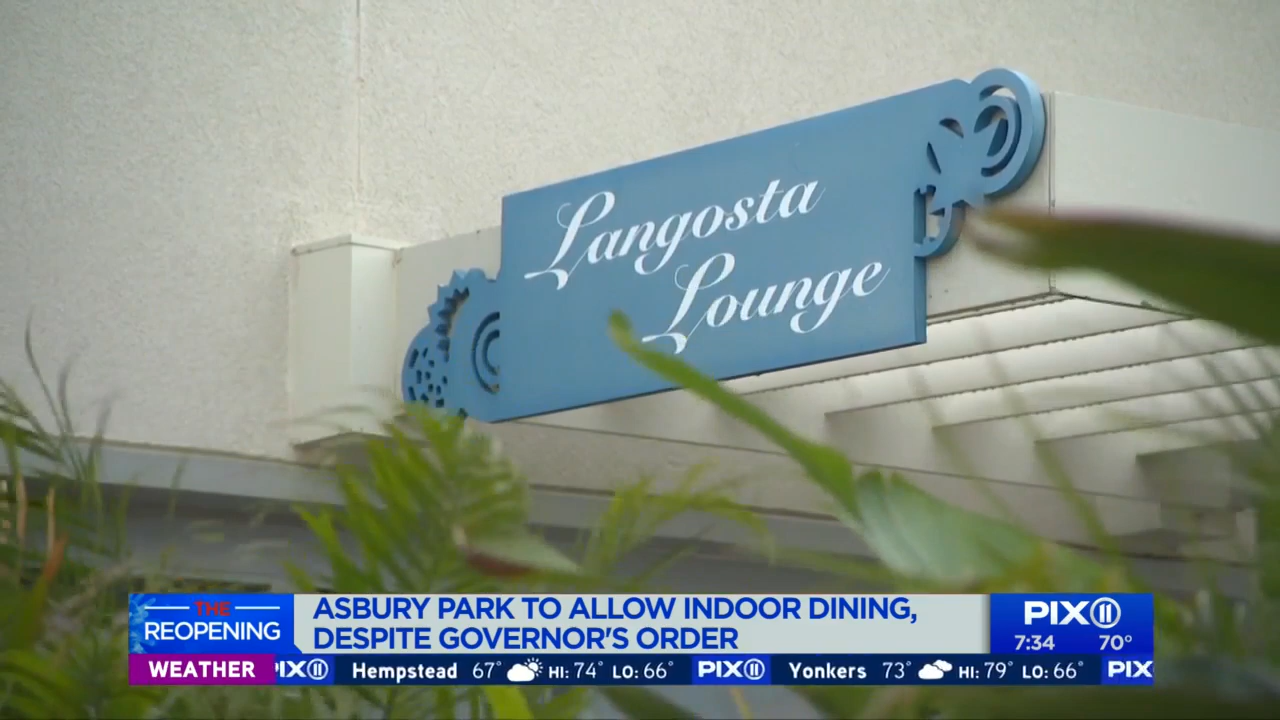 Langosta
Lounge
THE
REOPENING
ASBURY PARK TO ALLOW INDOOR DINING,
DESPITE GOVERNOR'S ORDER
PIX11
7:34 70°
WEATHER PIX11 Hempstead 67° HI: 74° LO: 66° PIX11 Yonkers 73° HI: 79° LO: 66° PIX